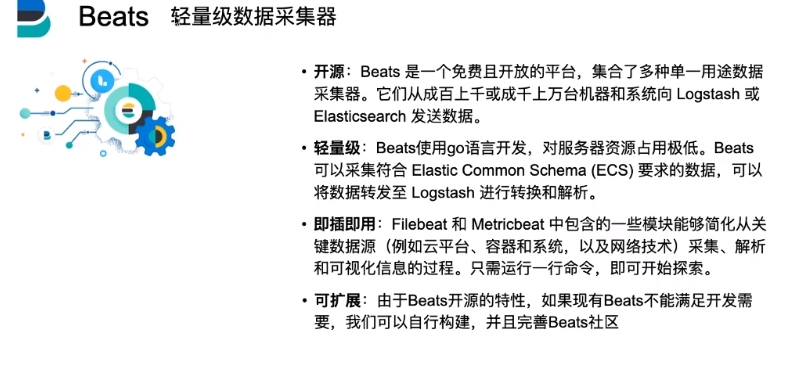 Beats 轻量级数据采集器
• 开源：Beats 是一个免费且开放的平台，集合了多种单一用途数据
采集器。它们从成百上千或成千上万台机器和系统向 Logstash 或
Elasticsearch 发送数据。
• 轻量级：Beats使用go语言开发，对服务器资源占用极低。Beats
可以采集符合 Elastic Common Schema (ECS) 要求的数据，可以
将数据转发至 Logstash 进行转换和解析。
• 即插即用：Filebeat 和 Metricbeat 中包含的一些模块能够简化从关
键数据源（例如云平台、容器和系统，以及网络技术）采集、解析
和可视化信息的过程。只需运行一行命令，即可开始探索。
• 可扩展：由于Beats开源的特性，如果现有Beats不能满足开发需
要，我们可以自行构建，并且完善Beats社区